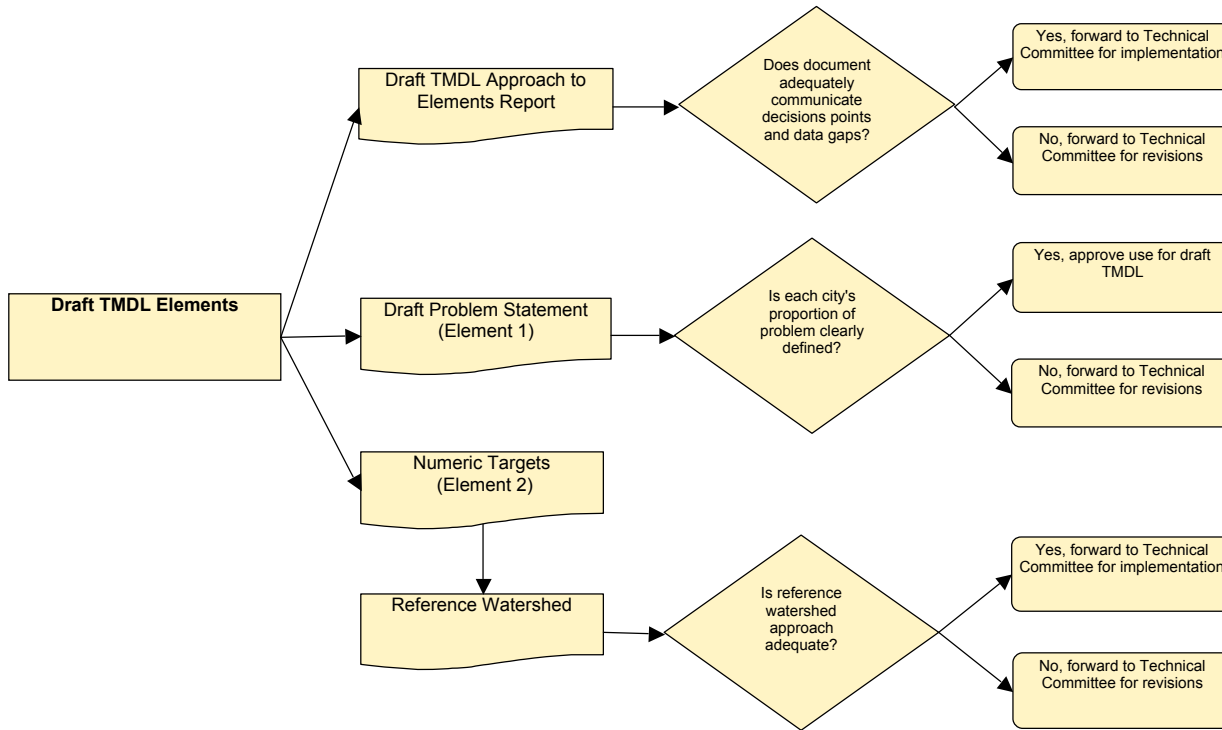 Draft TMDL Elements
Draft TMDL Approach to
Elements Report
Does document
adequately
communicate
decisions points
and data gaps?
Yes, forward to Technical
Committee for implementation
No, forward to Technical
Committee for revisions
Draft Problem Statement
(Element 1)
Is each city's
proportion of
problem clearly
defined?
Yes, approve use for draft
TMDL
No, forward to Technical
Committee for revisions
Numeric Targets
(Element 2)
Reference Watershed
Is reference
watershed
approach
adequate?
Yes, forward to Technical
Committee for implementation
No, forward to Technical
Committee for revisions